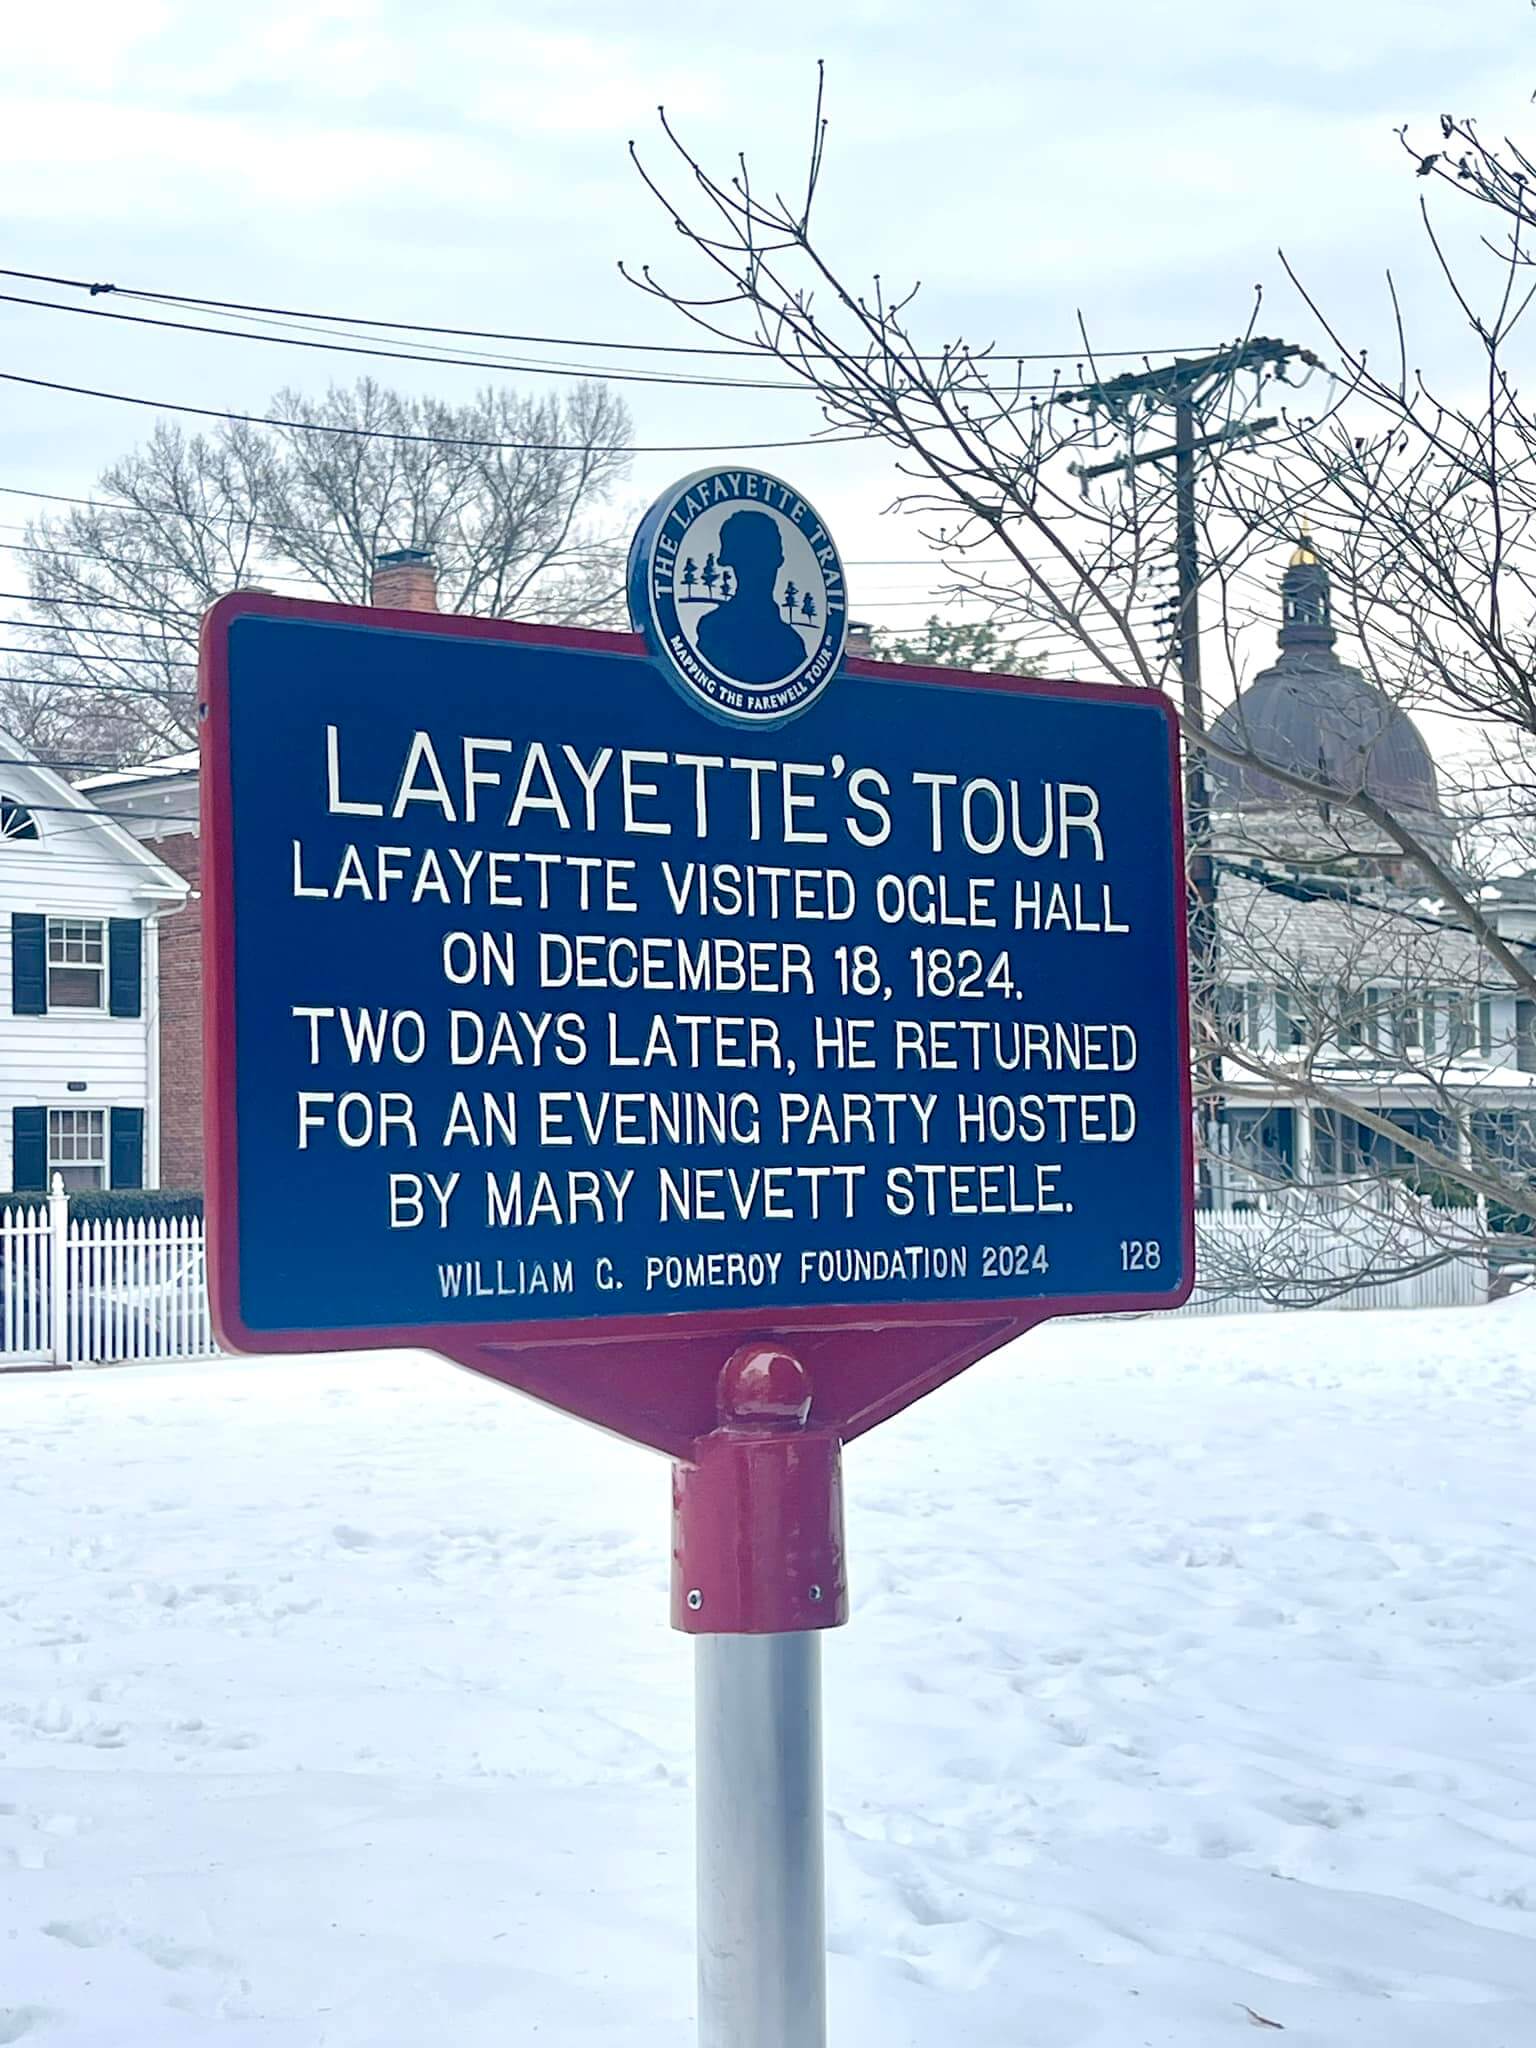 THE LAFAYETTE TRAIL
MAPPING THE FAREWELL TOUR
LAFAYETTE'S TOUR
LAFAYETTE VISITED OGLE HALL
ON DECEMBER 18, 1824.
TWO DAYS LATER, HE RETURNED
FOR AN EVENING PARTY HOSTED
BY MARY NEVETT STEELE.
WILLIAM G. POMEROY FOUNDATION 2024 128